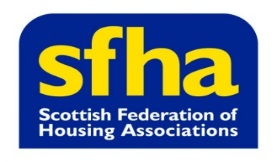 sfha
Scottish Federation of
Housing Associations